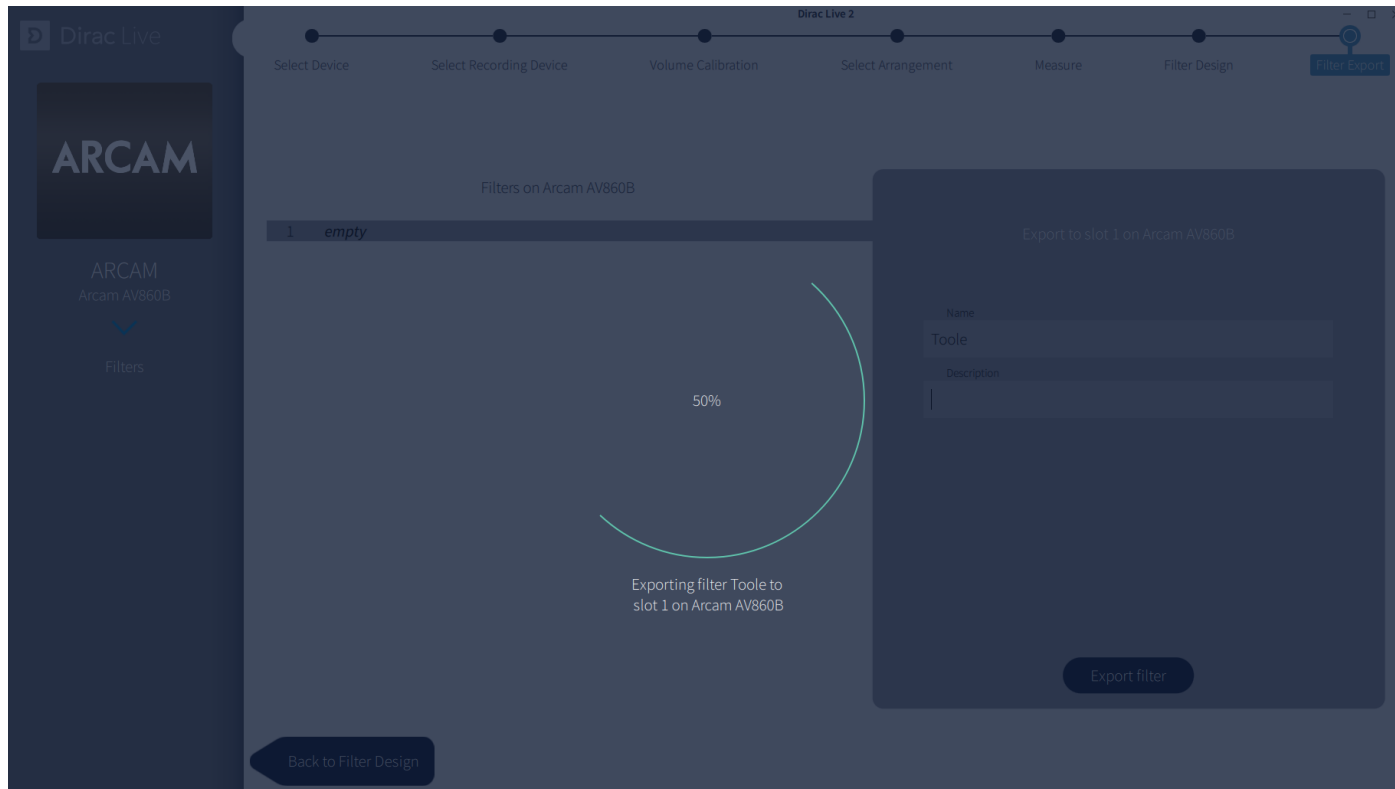 Dirac Live 2
Dirac Live
Select Device
Select Recording Device
Volume Calibration
Select Arrangement
Measure
Filter Design
Filter Export
ARCAM
ARCAM
Arcam AV860B
Filters
Filters on Arcam AV860B
1 empty
Export to slot 1 on Arcam AV860B
Name
Toole
Description
50%
Exporting filter Toole to
slot 1 on Arcam AV860B
Export filter
Back to Filter Design